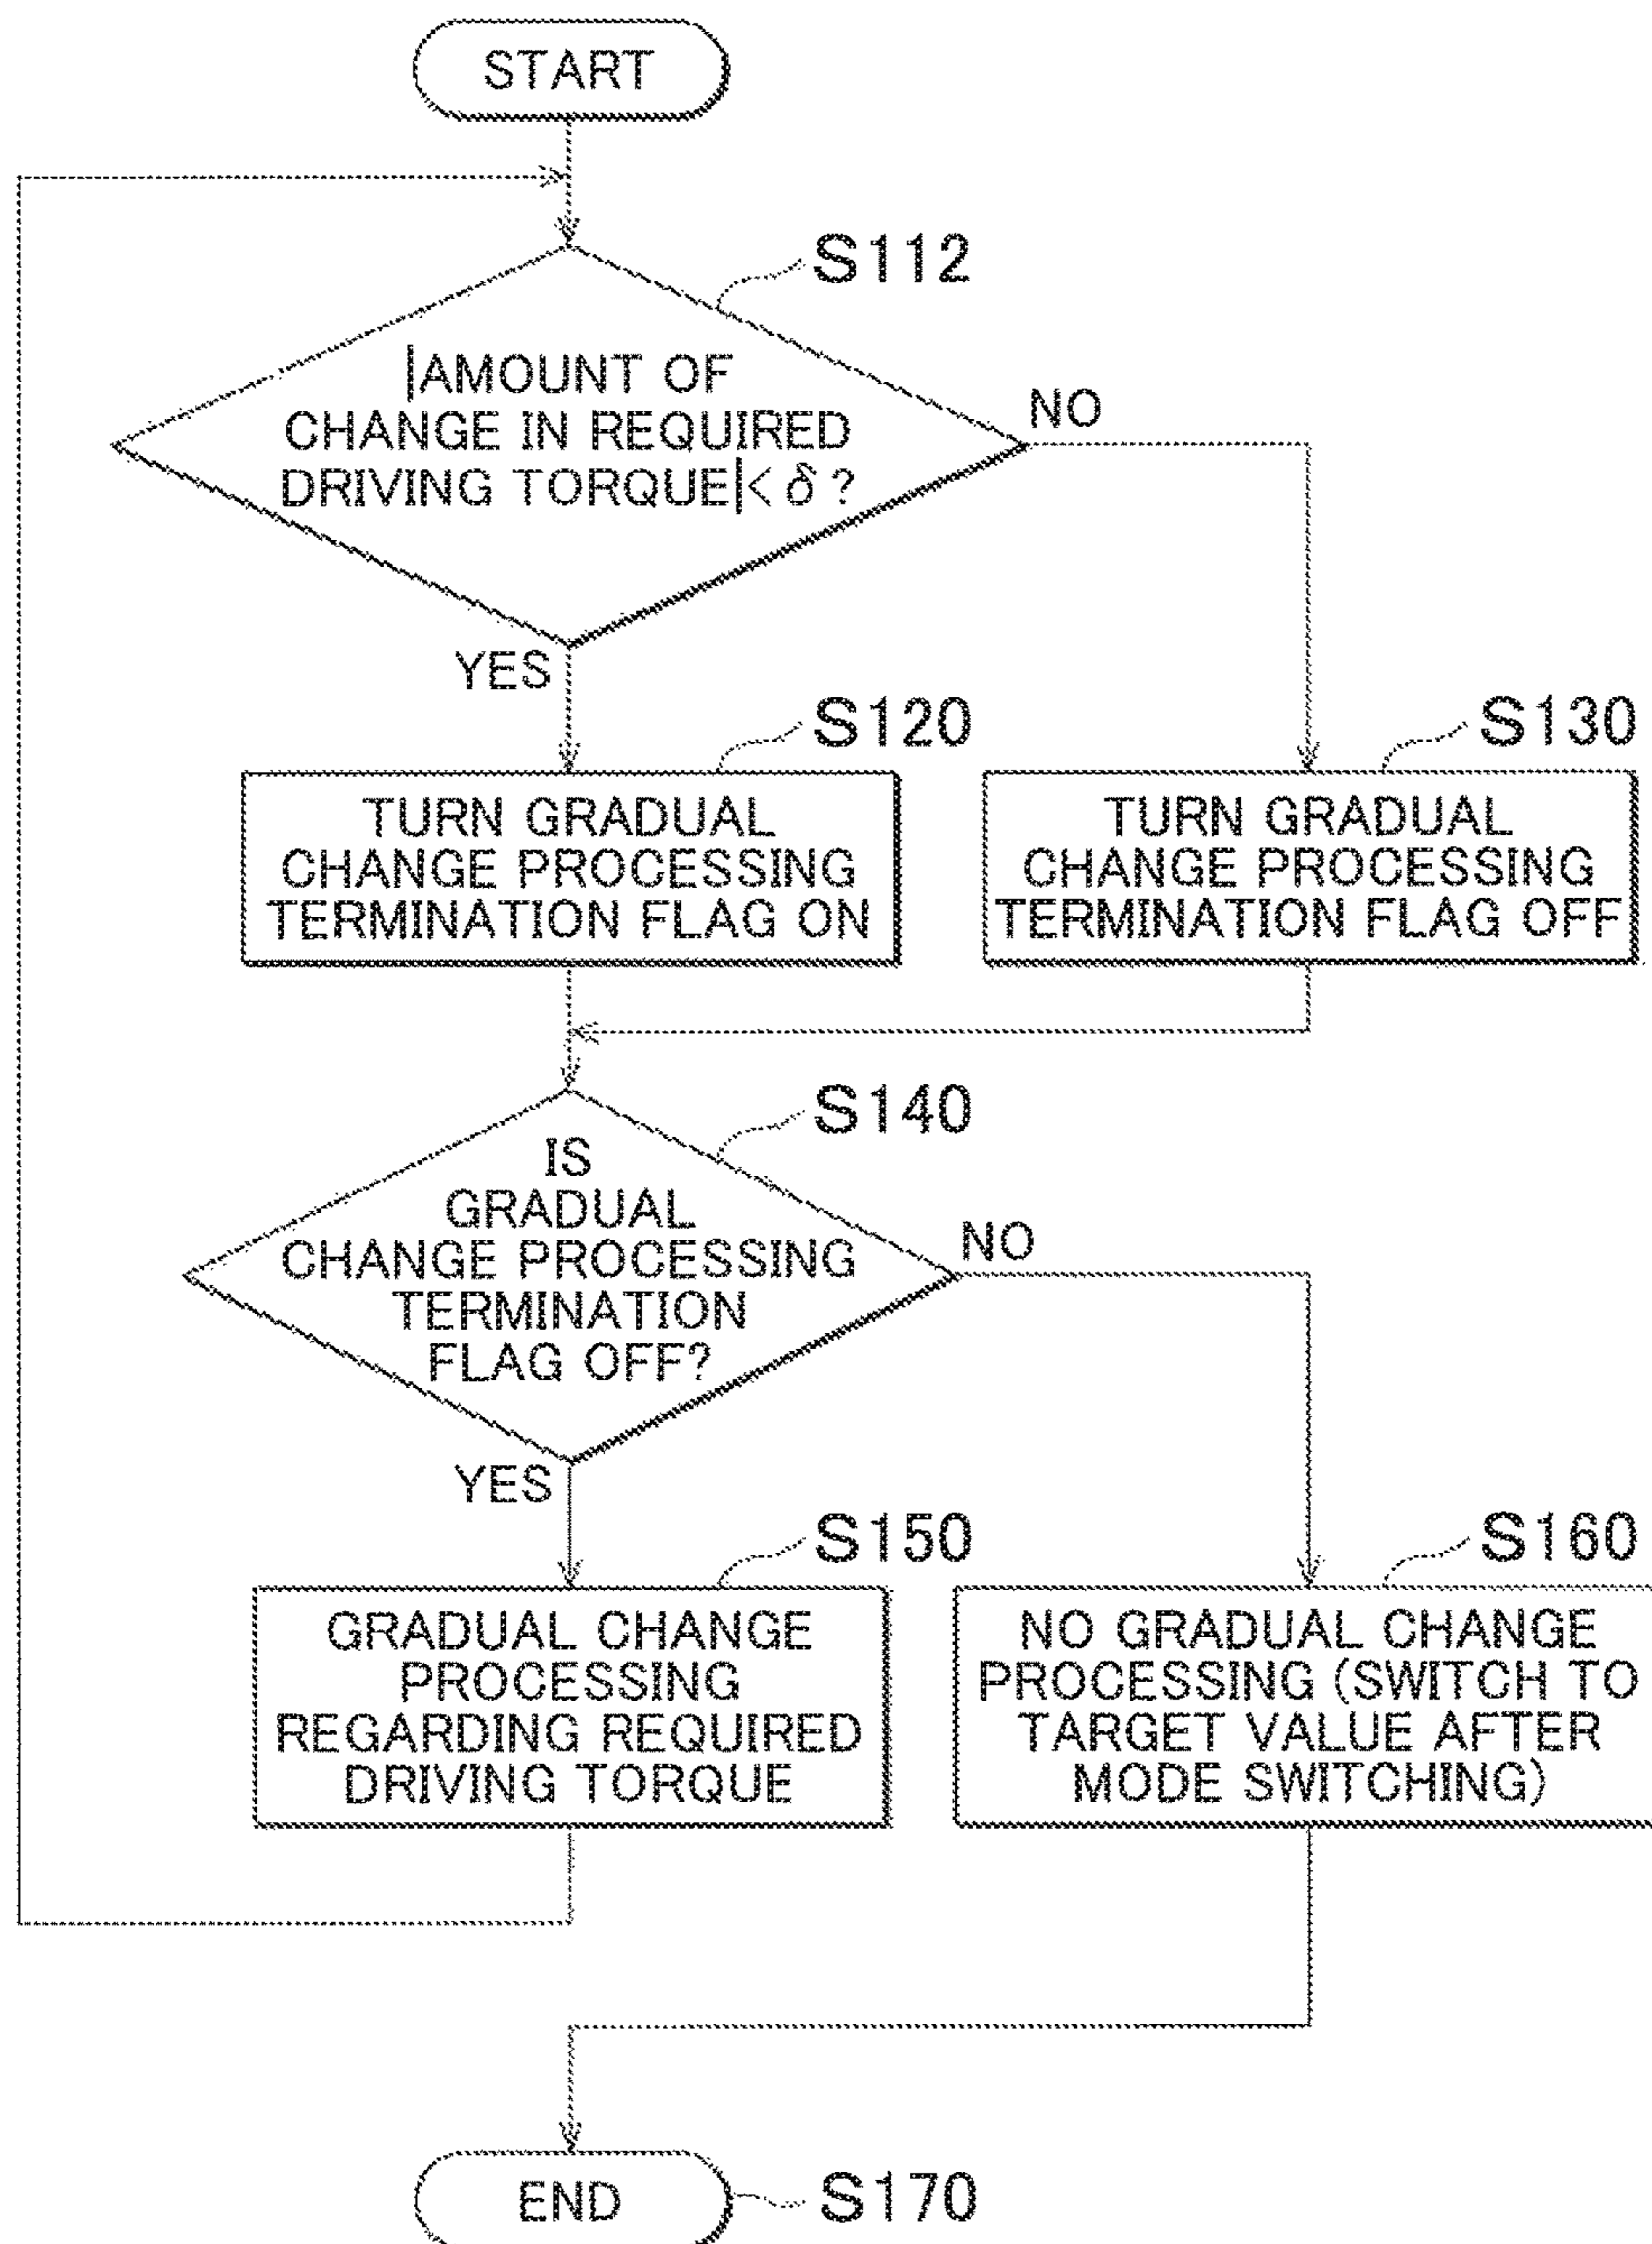 START
S112
|AMOUNT OF
CHANGE IN REQUIRED
DRIVING TORQUE|< δ ?
NO
YES
S120
TURN GRADUAL
CHANGE PROCESSING
TERMINATION FLAG ON
S130
TURN GRADUAL
CHANGE PROCESSING
TERMINATION FLAG OFF
S140
IS
GRADUAL
CHANGE PROCESSING
TERMINATION
FLAG OFF?
NO
YES
S150
GRADUAL CHANGE
PROCESSING
REGARDING REQUIRED
DRIVING TORQUE
S160
NO GRADUAL CHANGE
PROCESSING (SWITCH TO
TARGET VALUE AFTER
MODE SWITCHING)
END
S170